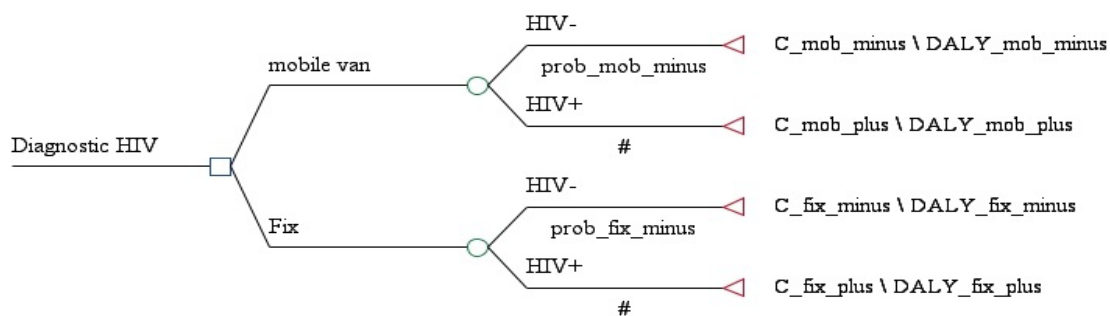 HIV-
C_mob_minus \ DALY_mob_minus
mobile van
prob_mob_minus
HIV+
C_mob_plus \ DALY_mob_plus
#
Diagnostic HIV
HIV-
C_fix_minus \ DALY_fix_minus
Fix
prob_fix_minus
HIV+
C_fix_plus \ DALY_fix_plus
#